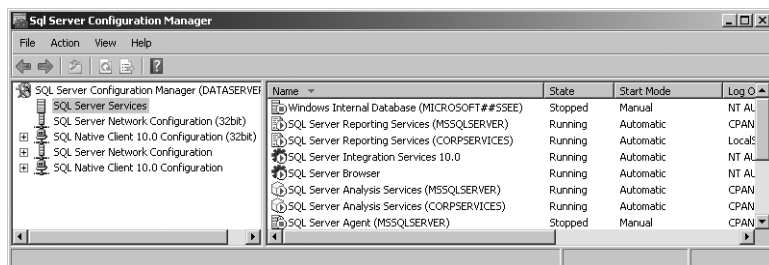 Sql Server Configuration Manager
File Action View Help
SQL Server Configuration Manager (DATASERVER
SQL Server Services
SQL Server Network Configuration (32bit)
SQL Native Client 10.0 Configuration (32bit)
SQL Server Network Configuration
SQL Native Client 10.0 Configuration
Name State Start Mode Log O
Windows Internal Database (MICROSOFT##SSEE) Stopped Manual NT AU
SQL Server Reporting Services (MSSQLSERVER) Running Automatic CPAN
SQL Server Reporting Services (CORPSERVICES) Running Automatic LocalS
SQL Server Integration Services 10.0 Running Automatic NT AU
SQL Server Browser Running Automatic NT AU
SQL Server Analysis Services (MSSQLSERVER) Running Automatic CPAN
SQL Server Analysis Services (CORPSERVICES) Running Automatic CPAN
SQL Server Agent (MSSQLSERVER) Stopped Manual CPAN